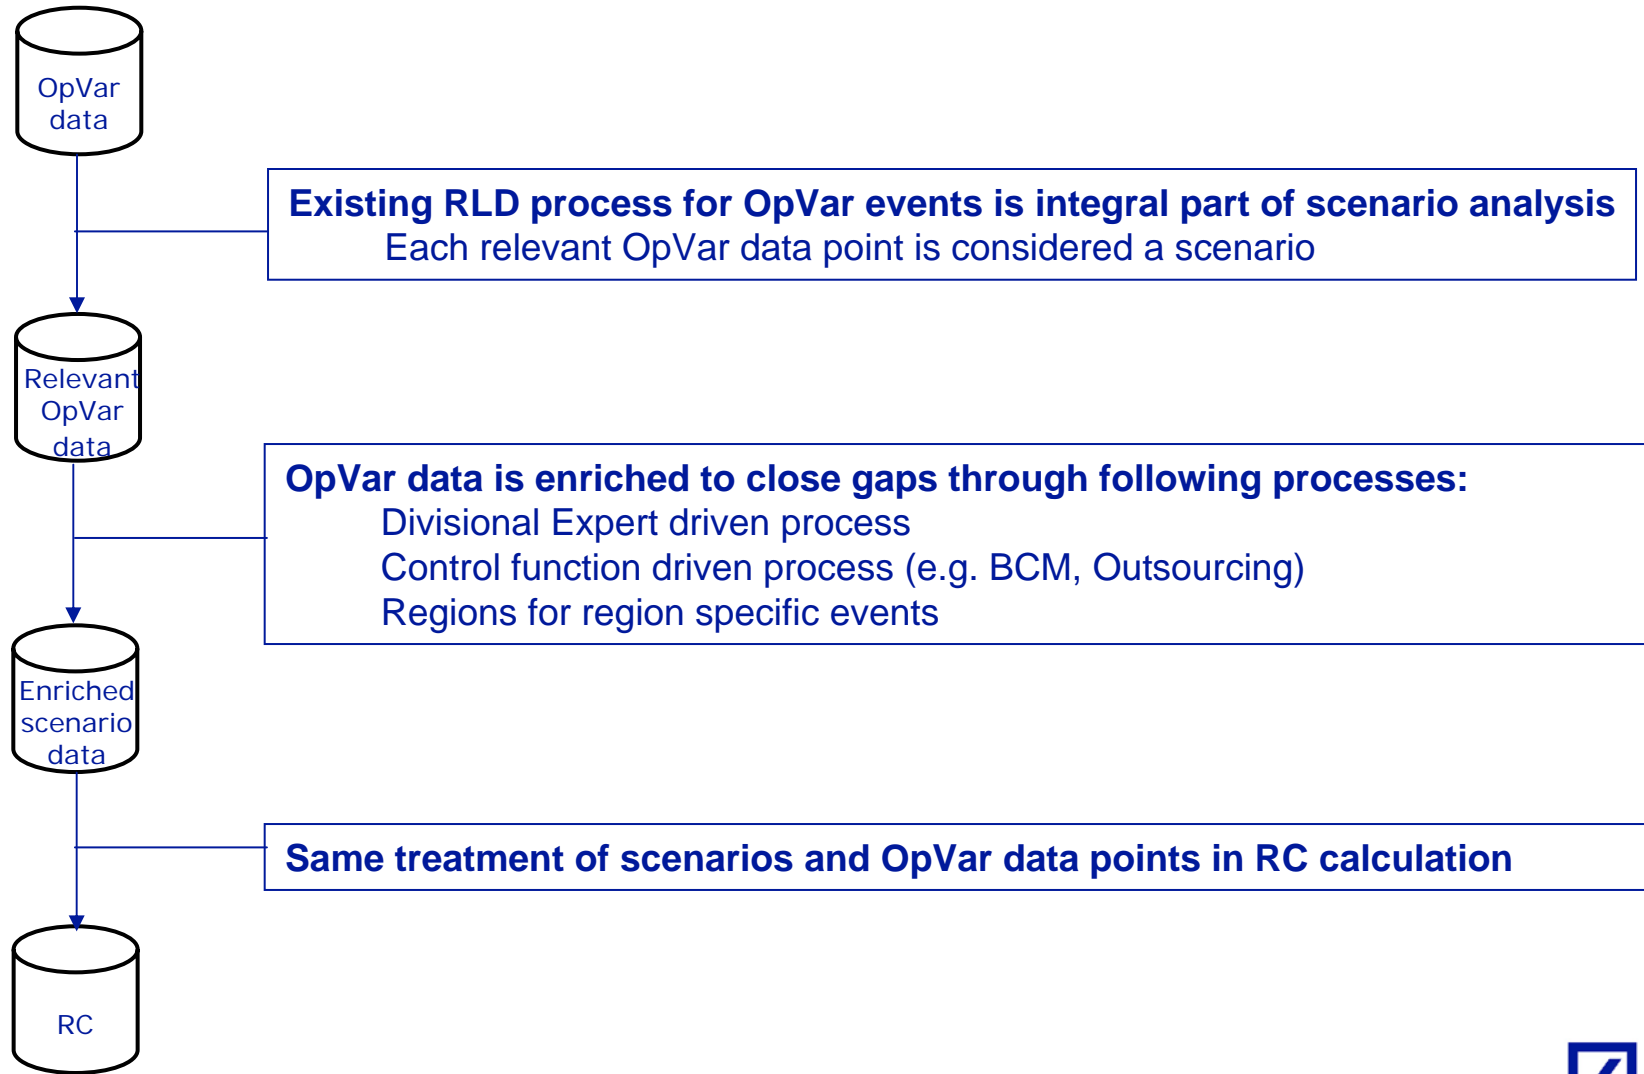 OpVar
data
Existing RLD process for OpVar events is integral part of scenario analysis
Each relevant OpVar data point is considered a scenario
Relevant
OpVar
data
OpVar data is enriched to close gaps through following processes:
Divisional Expert driven process
Control function driven process (e.g. BCM, Outsourcing)
Regions for region specific events
Enriched
scenario
data
Same treatment of scenarios and OpVar data points in RC calculation
RC